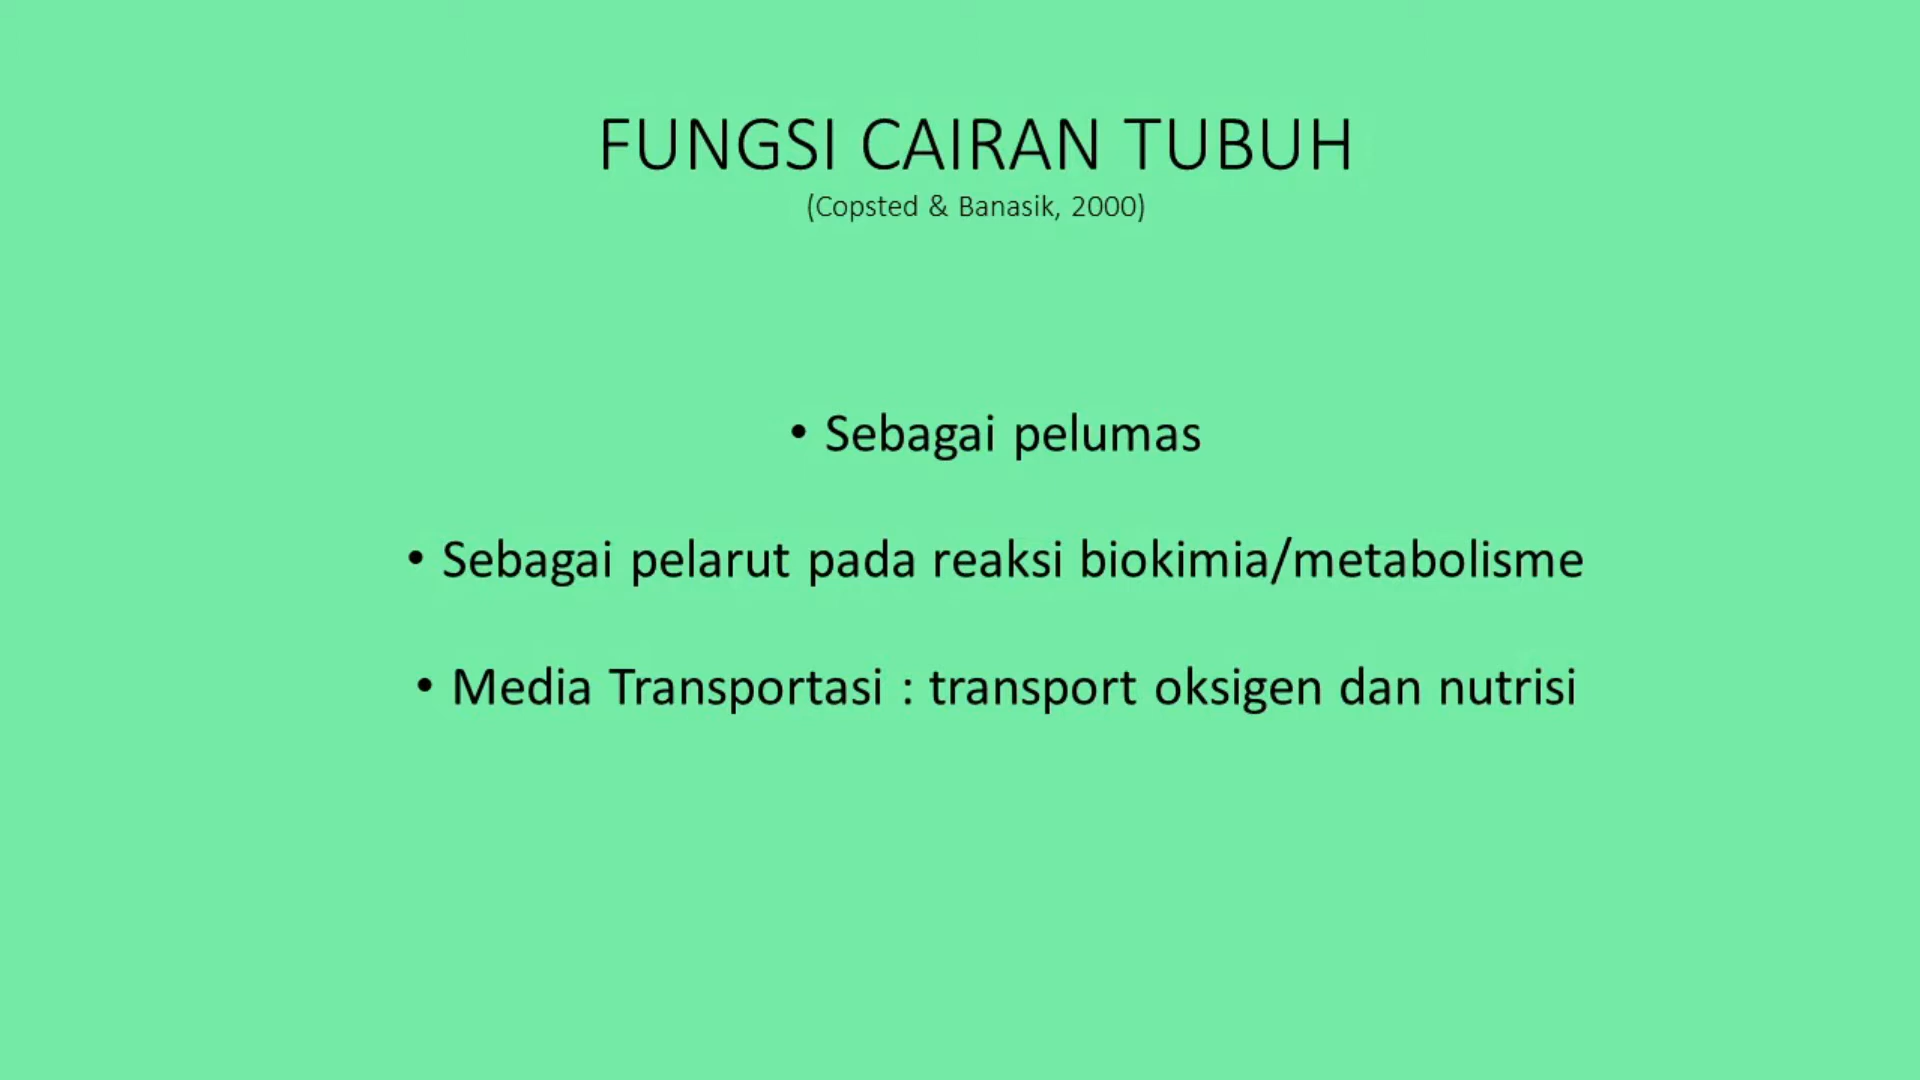 FUNGSI CAIRAN TUBUH
(Copsted & Banasik, 2000)
• Sebagai pelumas
• Sebagai pelarut pada reaksi biokimia/metabolisme
• Media Transportasi : transport oksigen dan nutrisi